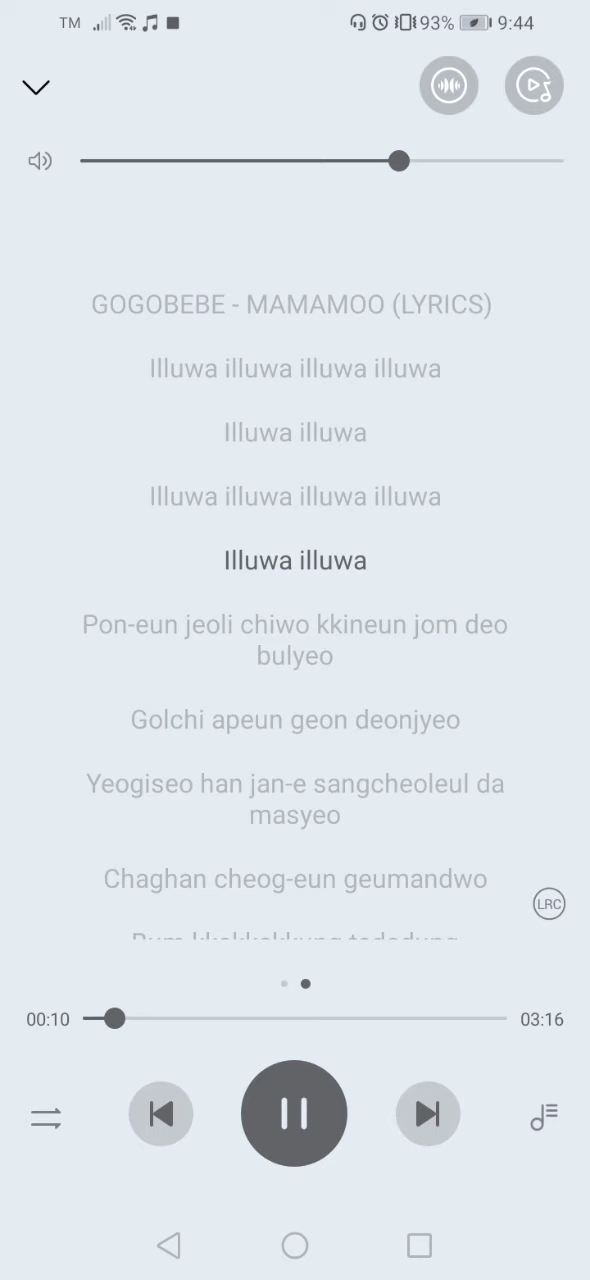 TM 93% 9:44
GOGOBEBE - MAMAMOO (LYRICS)
Illuwa illuwa illuwa illuwa
Illuwa illuwa
Illuwa illuwa illuwa illuwa
Illuwa illuwa
Pon-eun jeoli chiwo kkineun jom deo
bulyeo
Golchi apeun geon deonjyeo
Yeogiseo han jan-e sangcheoleul da
masyeo
Chaghan cheog-eun geumandwo
LRC
00:10 03:16